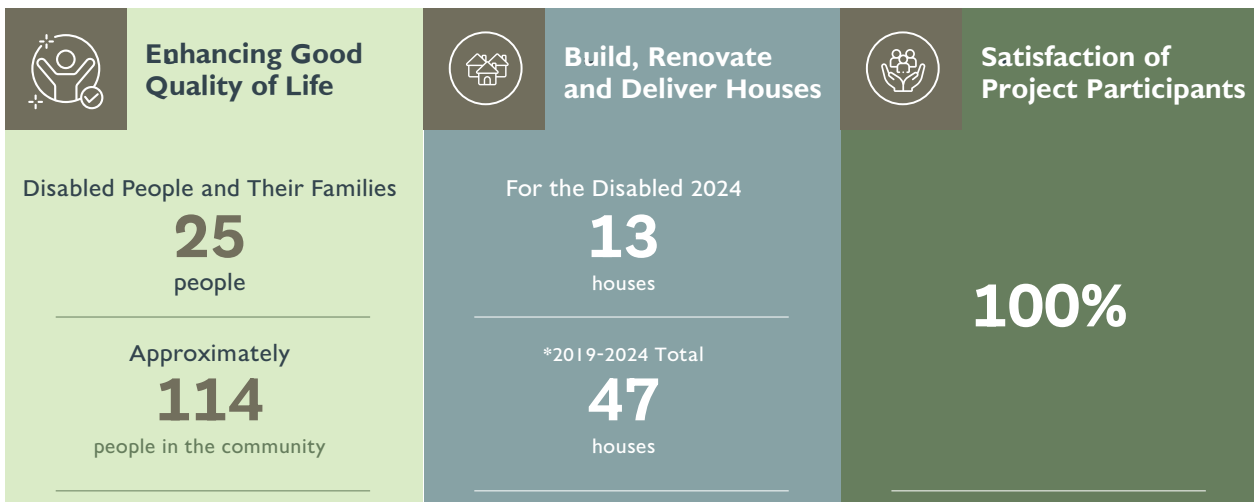 Enhancing Good
Quality of Life
Disabled People and Their Families
25
people
Approximately
114
people in the community
Build, Renovate
and Deliver Houses
For the Disabled 2024
13
houses
*2019-2024 Total
47
houses
Satisfaction of
Project Participants
100%